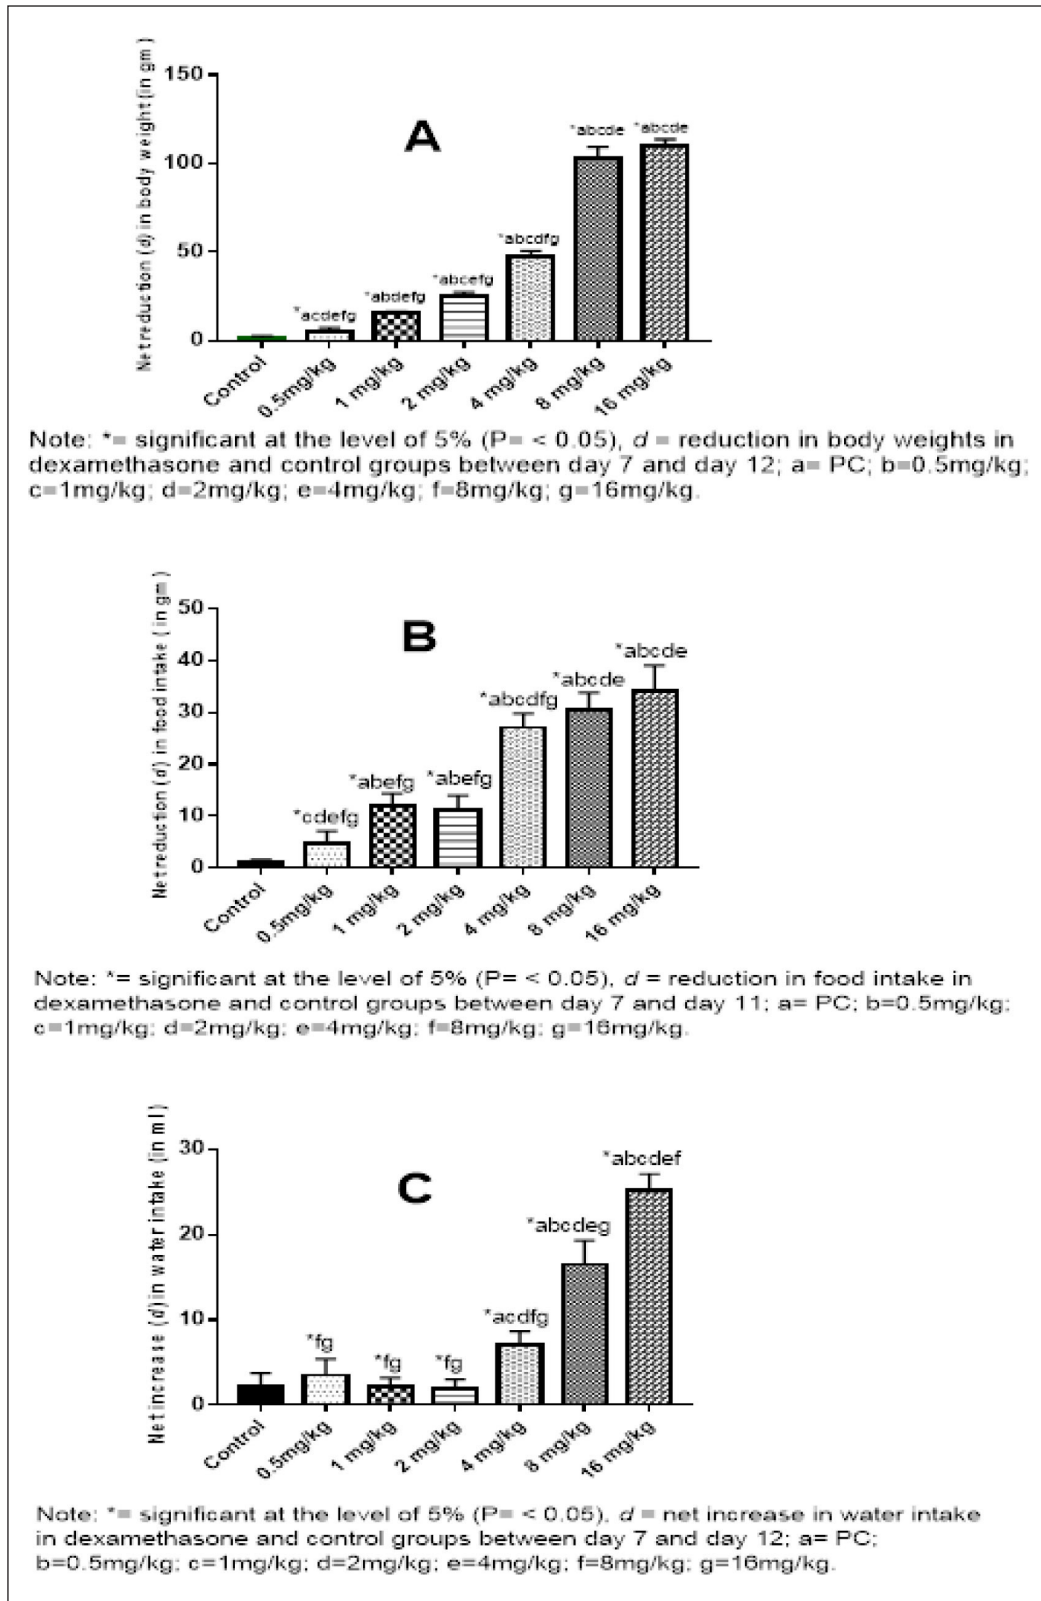 Net reduction (d) in body weight (in gm)
150
100
50
0
A
*acdefg
*abdefg
*abcefg
*abcdfg
*abcde
*abcde
Control
0.5mg/kg
1 mg/kg
2 mg/kg
4 mg/kg
8 mg/kg
16 mg/kg
Note: *= significant at the level of 5% (P= < 0.05), d = reduction in body weights in
dexamethasone and control groups between day 7 and day 12; a= PC; b=0.5mg/kg;
c=1mg/kg; d=2mg/kg; e=4mg/kg; f=8mg/kg; g=16mg/kg.
Net reduction (d) in food intake (in gm)
50
40
30
20
10
0
B
*cdefg
*abefg
*abefg
*abcdfg
*abcde
*abcde
Control
0.5mg/kg
1 mg/kg
2 mg/kg
4 mg/kg
8 mg/kg
16 mg/kg
Note: *= significant at the level of 5% (P= < 0.05), d = reduction in food intake in
dexamethasone and control groups between day 7 and day 11; a= PC; b=0.5mg/kg;
c=1mg/kg; d=2mg/kg; e=4mg/kg; f=8mg/kg; g=16mg/kg.
Net increase (d) in water intake (in ml)
30
20
10
0
C
*fg
*fg
*fg
*acdfg
*abcdeg
*abcdef
Control
0.5mg/kg
1 mg/kg
2 mg/kg
4 mg/kg
8 mg/kg
16 mg/kg
Note: *= significant at the level of 5% (P= < 0.05), d = net increase in water intake
in dexamethasone and control groups between day 7 and day 12; a= PC;
b=0.5mg/kg; c=1mg/kg; d=2mg/kg; e=4mg/kg; f=8mg/kg; g=16mg/kg.